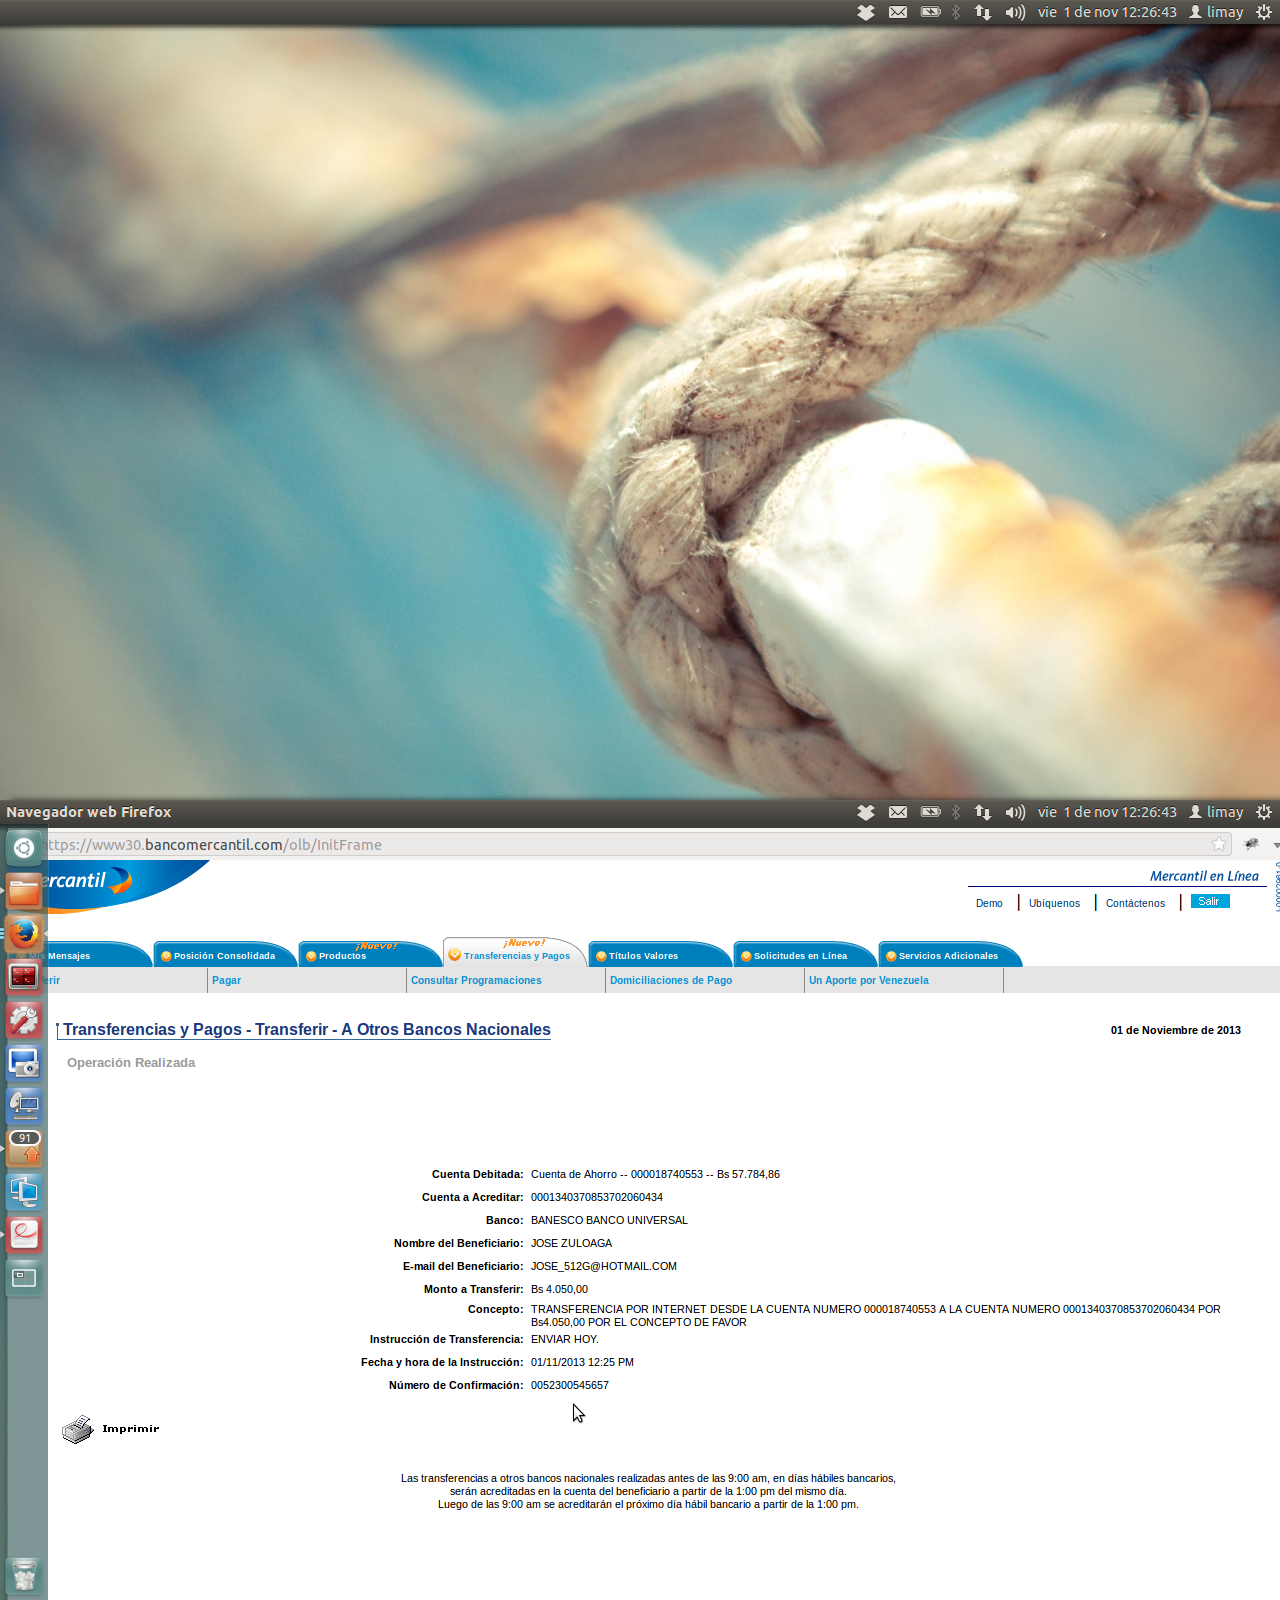 vie 1 de nov 12:26:43 limay
Navegador web Firefox vie 1 de nov 12:26:43 limay
https://www30.bancomercantil.com/olb/InitFrame
Mercantil en Línea
Demo Ubíquenos Contáctenos Salir
¡Nuevo! ¡Nuevo!
Mensajes Posición Consolidada Productos Transferencias y Pagos Títulos Valores Solicitudes en Línea Servicios Adicionales
Pagar Consultar Programaciones Domiciliaciones de Pago Un Aporte por Venezuela
Transferencias y Pagos - Transferir - A Otros Bancos Nacionales 01 de Noviembre de 2013
Operación Realizada
Cuenta Debitada: Cuenta de Ahorro -- 000018740553 -- Bs 57.784,86
Cuenta a Acreditar: 0001340370853702060434
Banco: BANESCO BANCO UNIVERSAL
Nombre del Beneficiario: JOSE ZULOAGA
E-mail del Beneficiario: JOSE_512G@HOTMAIL.COM
Monto a Transferir: Bs 4.050,00
Concepto: TRANSFERENCIA POR INTERNET DESDE LA CUENTA NUMERO 000018740553 A LA CUENTA NUMERO 0001340370853702060434 POR
Bs4.050,00 POR EL CONCEPTO DE FAVOR
Instrucción de Transferencia: ENVIAR HOY.
Fecha y hora de la Instrucción: 01/11/2013 12:25 PM
Número de Confirmación: 0052300545657
91
Imprimir
Las transferencias a otros bancos nacionales realizadas antes de las 9:00 am, en días hábiles bancarios,
serán acreditadas en la cuenta del beneficiario a partir de la 1:00 pm del mismo día.
Luego de las 9:00 am se acreditarán el próximo día hábil bancario a partir de la 1:00 pm.